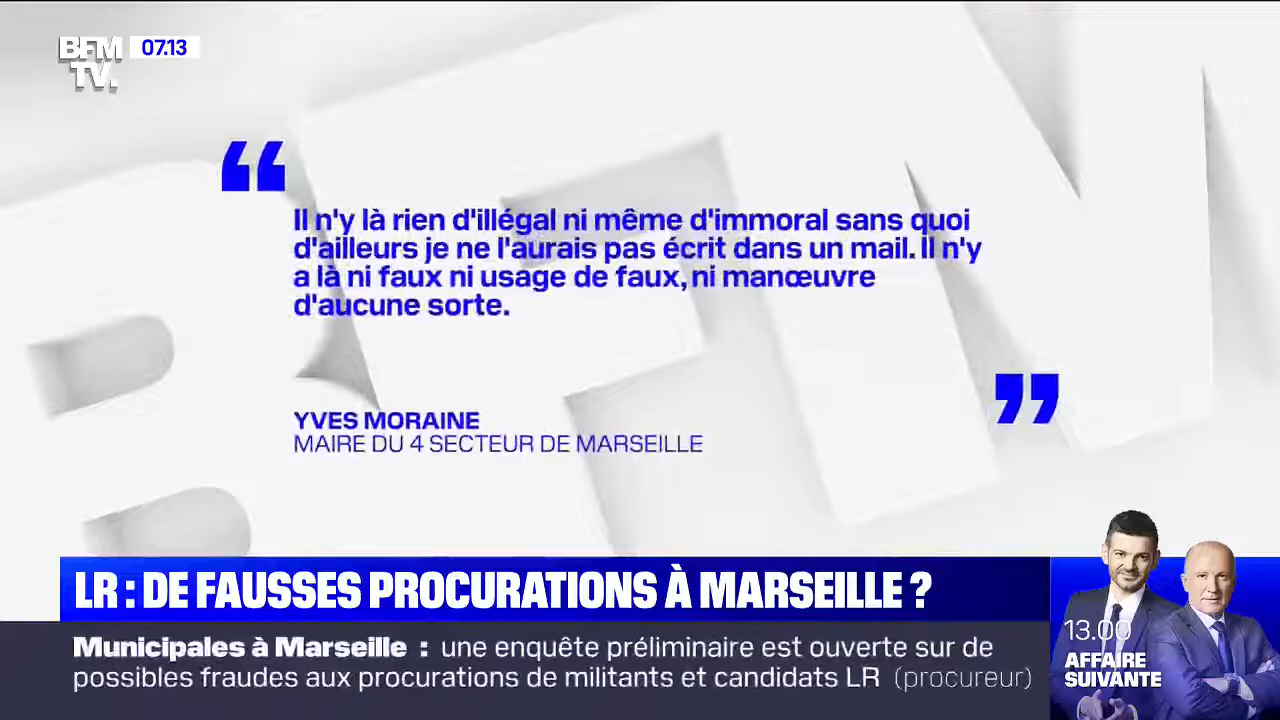 BFM
TV.
07.13
“
Il n'y là rien d'illégal ni même d'immoral sans quoi
d'ailleurs je ne l'aurais pas écrit dans un mail. Il n'y
a là ni faux ni usage de faux, ni manœuvre
d'aucune sorte.
”
YVES MORAINE
MAIRE DU 4 SECTEUR DE MARSEILLE
LR : DE FAUSSES PROCURATIONS À MARSEILLE ?
Municipales à Marseille : une enquête préliminaire est ouverte sur de
possibles fraudes aux procurations de militants et candidats LR (procureur)
13.00
AFFAIRE
SUIVANTE